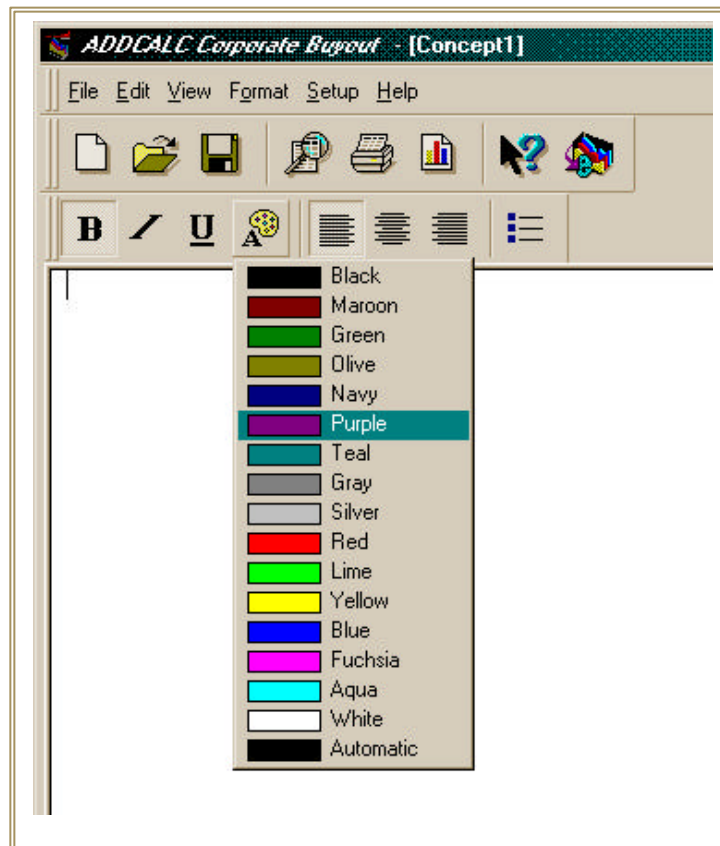 ADDCALC Corporate Buyout - [Concept1]
File Edit View Format Setup Help
B I U A
Black
Maroon
Green
Olive
Navy
Purple
Teal
Gray
Silver
Red
Lime
Yellow
Blue
Fuchsia
Aqua
White
Automatic